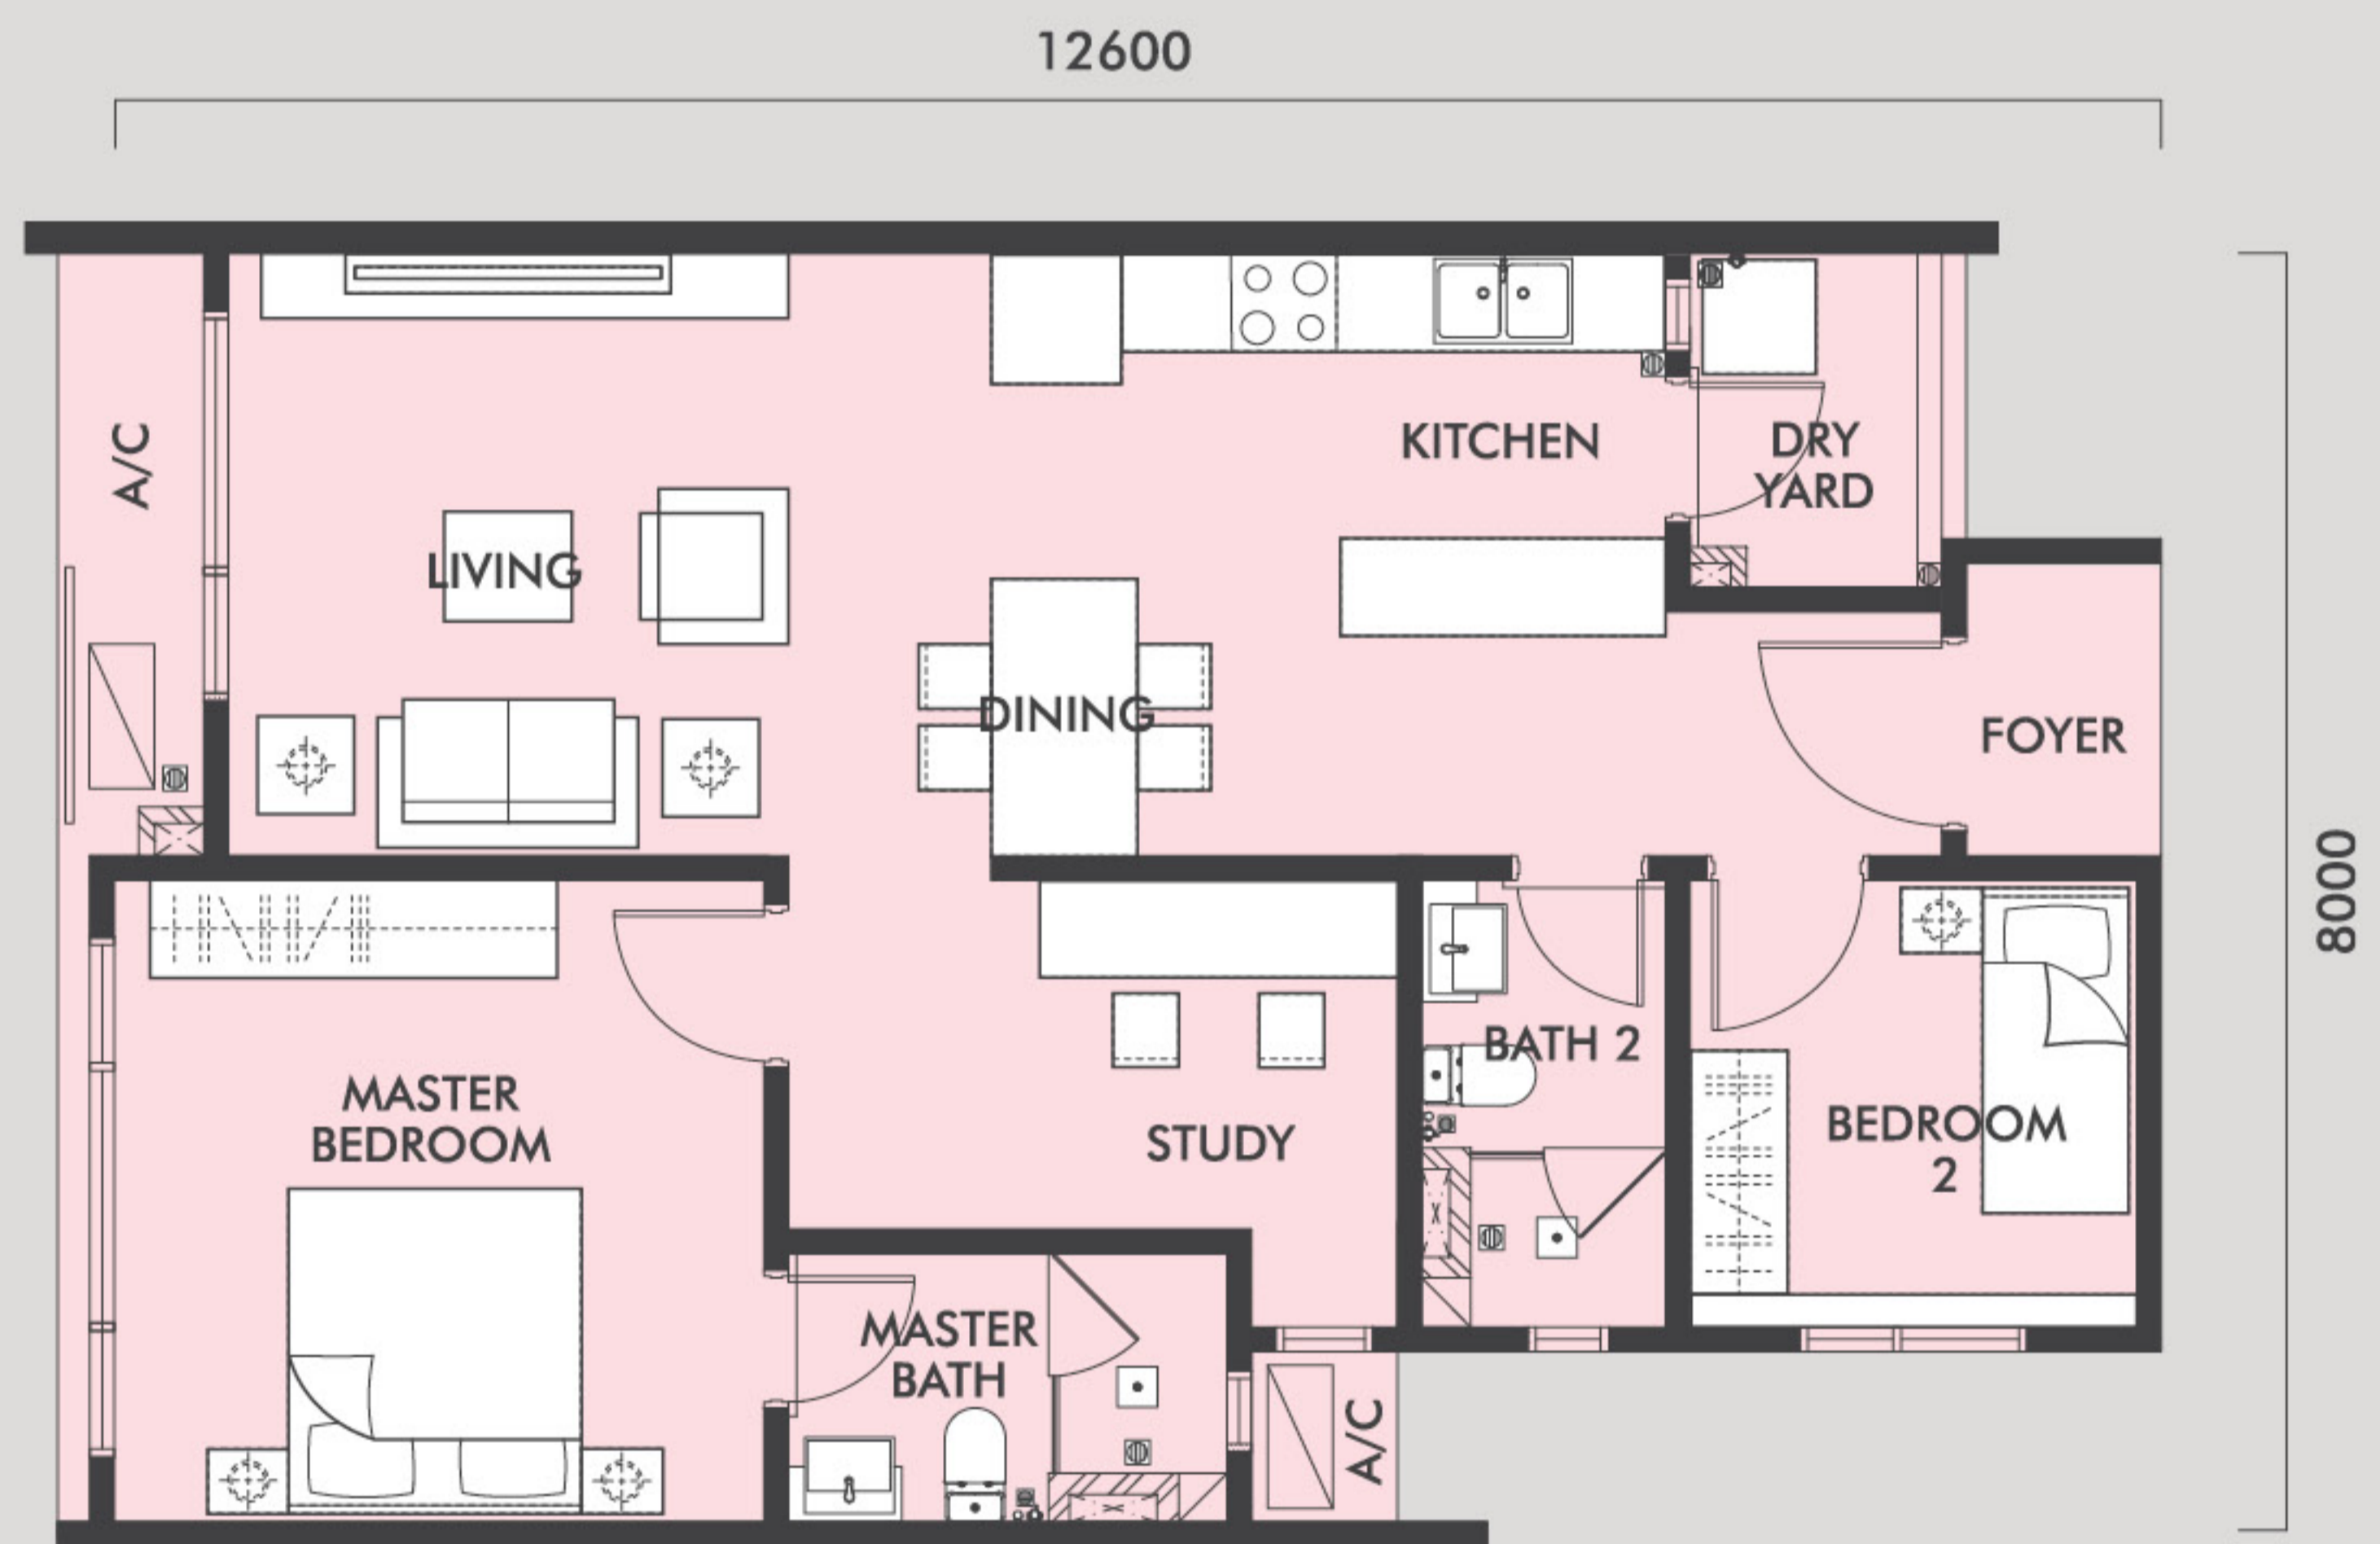 12600
A/C
KITCHEN
DRY
YARD
LIVING
DINING
FOYER
8000
MASTER
BEDROOM
STUDY
BATH 2
BEDROOM
2
MASTER
BATH
A/C